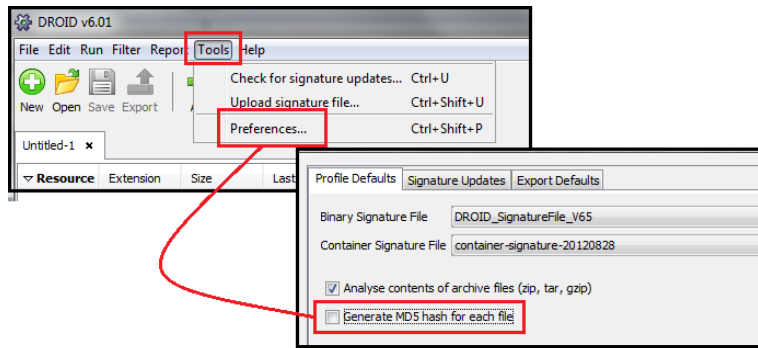 DROID v6.01
File Edit Run Filter Report Tools Help
Check for signature updates... Ctrl+U
Upload signature file... Ctrl+Shift+U
Preferences... Ctrl+Shift+P
New Open Save Export
Untitled-1 x
Resource Extension Size Last
Profile Defaults Signature Updates Export Defaults
Binary Signature File DROID_SignatureFile_V65
Container Signature File container-signature-20120828
Analyse contents of archive files (zip, tar, gzip)
Generate MD5 hash for each file